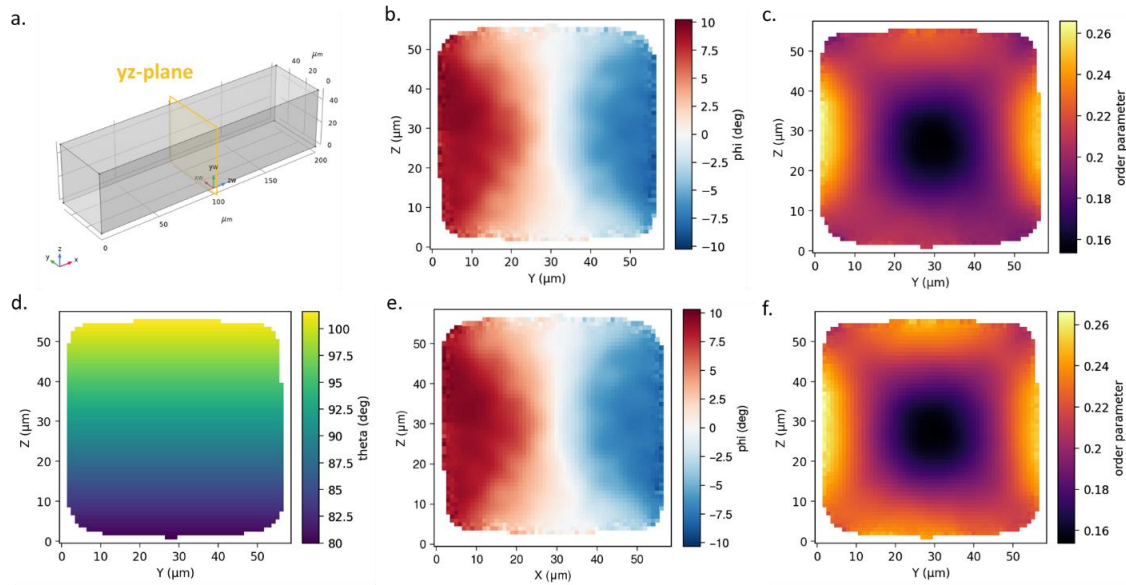 a.
yz-plane
μm
40
20
0
40
20
0
200
150
100
50
0
μm
yw
xw
zw
z
y
x
b.
50
40
30
20
10
0
Z (μm)
0 10 20 30 40 50
Y (μm)
10
7.5
5
2.5
0
−2.5
−5
−7.5
−10
phi (deg)
c.
50
40
30
20
10
0
Z (μm)
0 10 20 30 40 50
Y (μm)
0.26
0.24
0.22
0.2
0.18
0.16
order parameter
d.
50
40
30
20
10
0
Z (μm)
0 10 20 30 40 50
Y (μm)
100
97.5
95
92.5
90
87.5
85
82.5
80
theta (deg)
e.
50
40
30
20
10
0
Z (μm)
0 10 20 30 40 50
X (μm)
10
7.5
5
2.5
0
−2.5
−5
−7.5
−10
phi (deg)
f.
50
40
30
20
10
0
Z (μm)
0 10 20 30 40 50
Y (μm)
0.26
0.24
0.22
0.2
0.18
0.16
order parameter